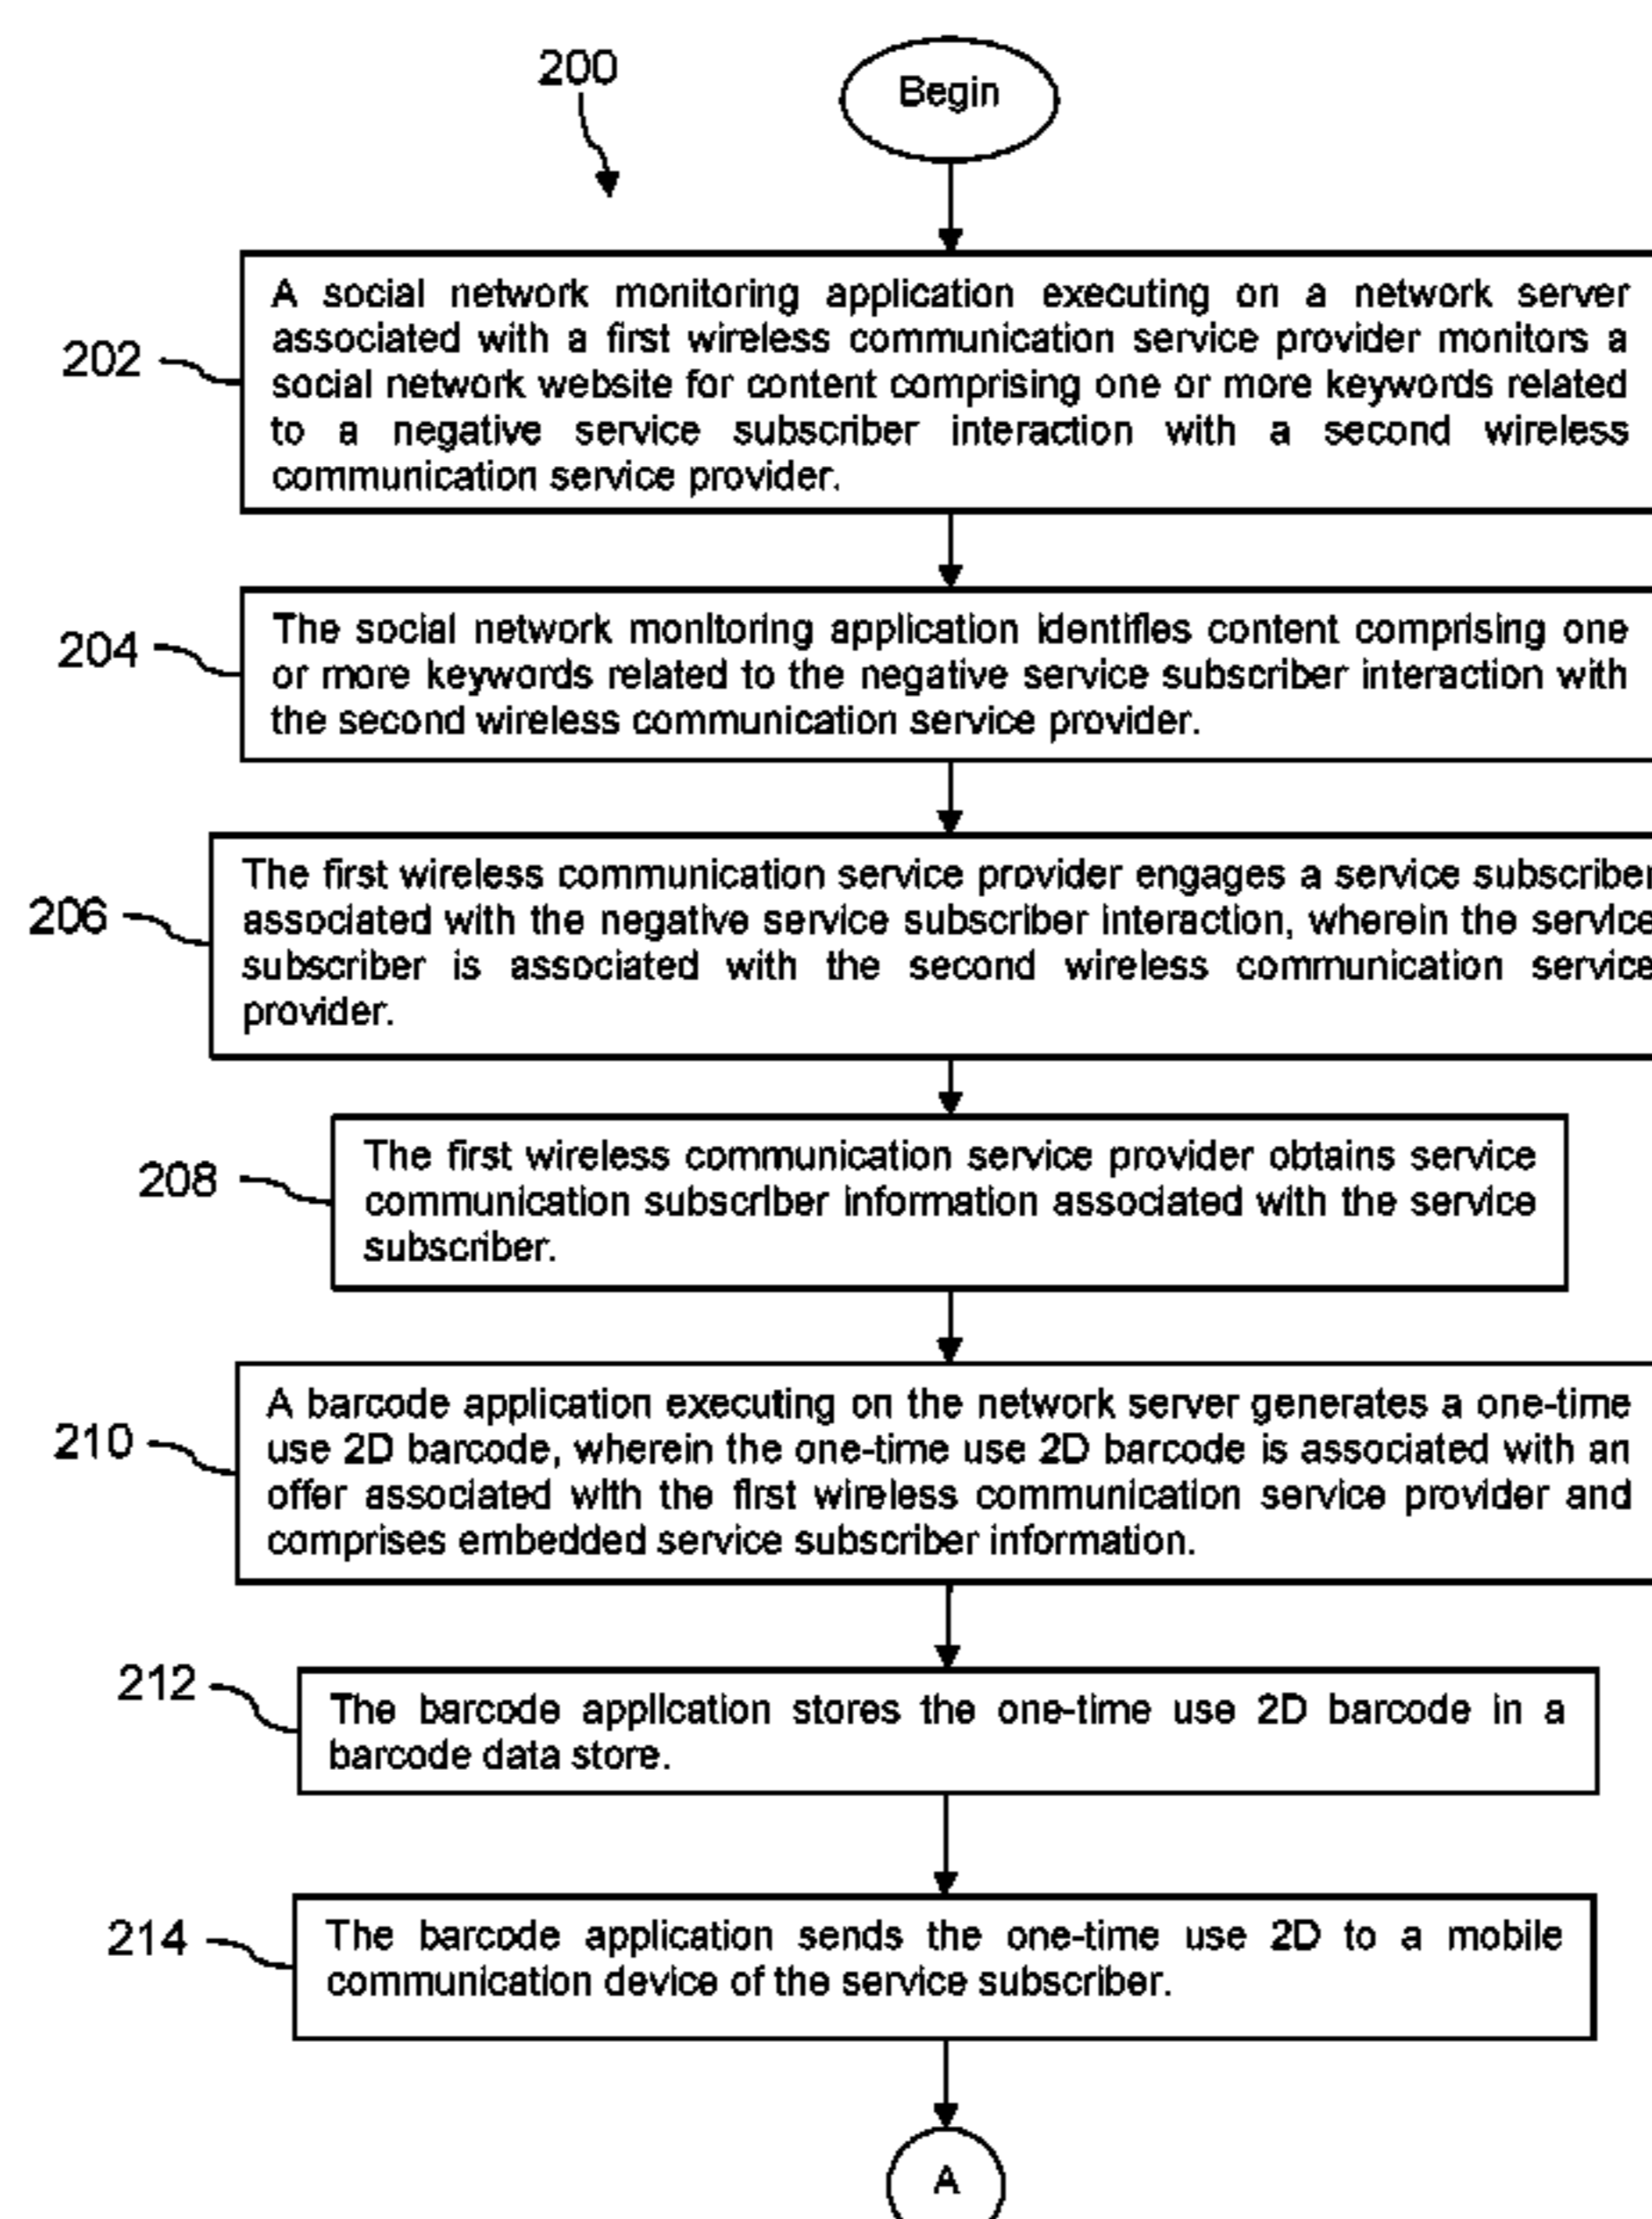 200
Begin
202
A social network monitoring application executing on a network server
associated with a first wireless communication service provider monitors a
social network website for content comprising one or more keywords related
to a negative service subscriber interaction with a second wireless
communication service provider.
204
The social network monitoring application identifies content comprising one
or more keywords related to the negative service subscriber interaction with
the second wireless communication service provider.
206
The first wireless communication service provider engages a service subscriber
associated with the negative service subscriber interaction, wherein the service
subscriber is associated with the second wireless communication service
provider.
208
The first wireless communication service provider obtains service
communication subscriber information associated with the service
subscriber.
210
A barcode application executing on the network server generates a one-time
use 2D barcode, wherein the one-time use 2D barcode is associated with an
offer associated with the first wireless communication service provider and
comprises embedded service subscriber information.
212
The barcode application stores the one-time use 2D barcode in a
barcode data store.
214
The barcode application sends the one-time use 2D to a mobile
communication device of the service subscriber.
A